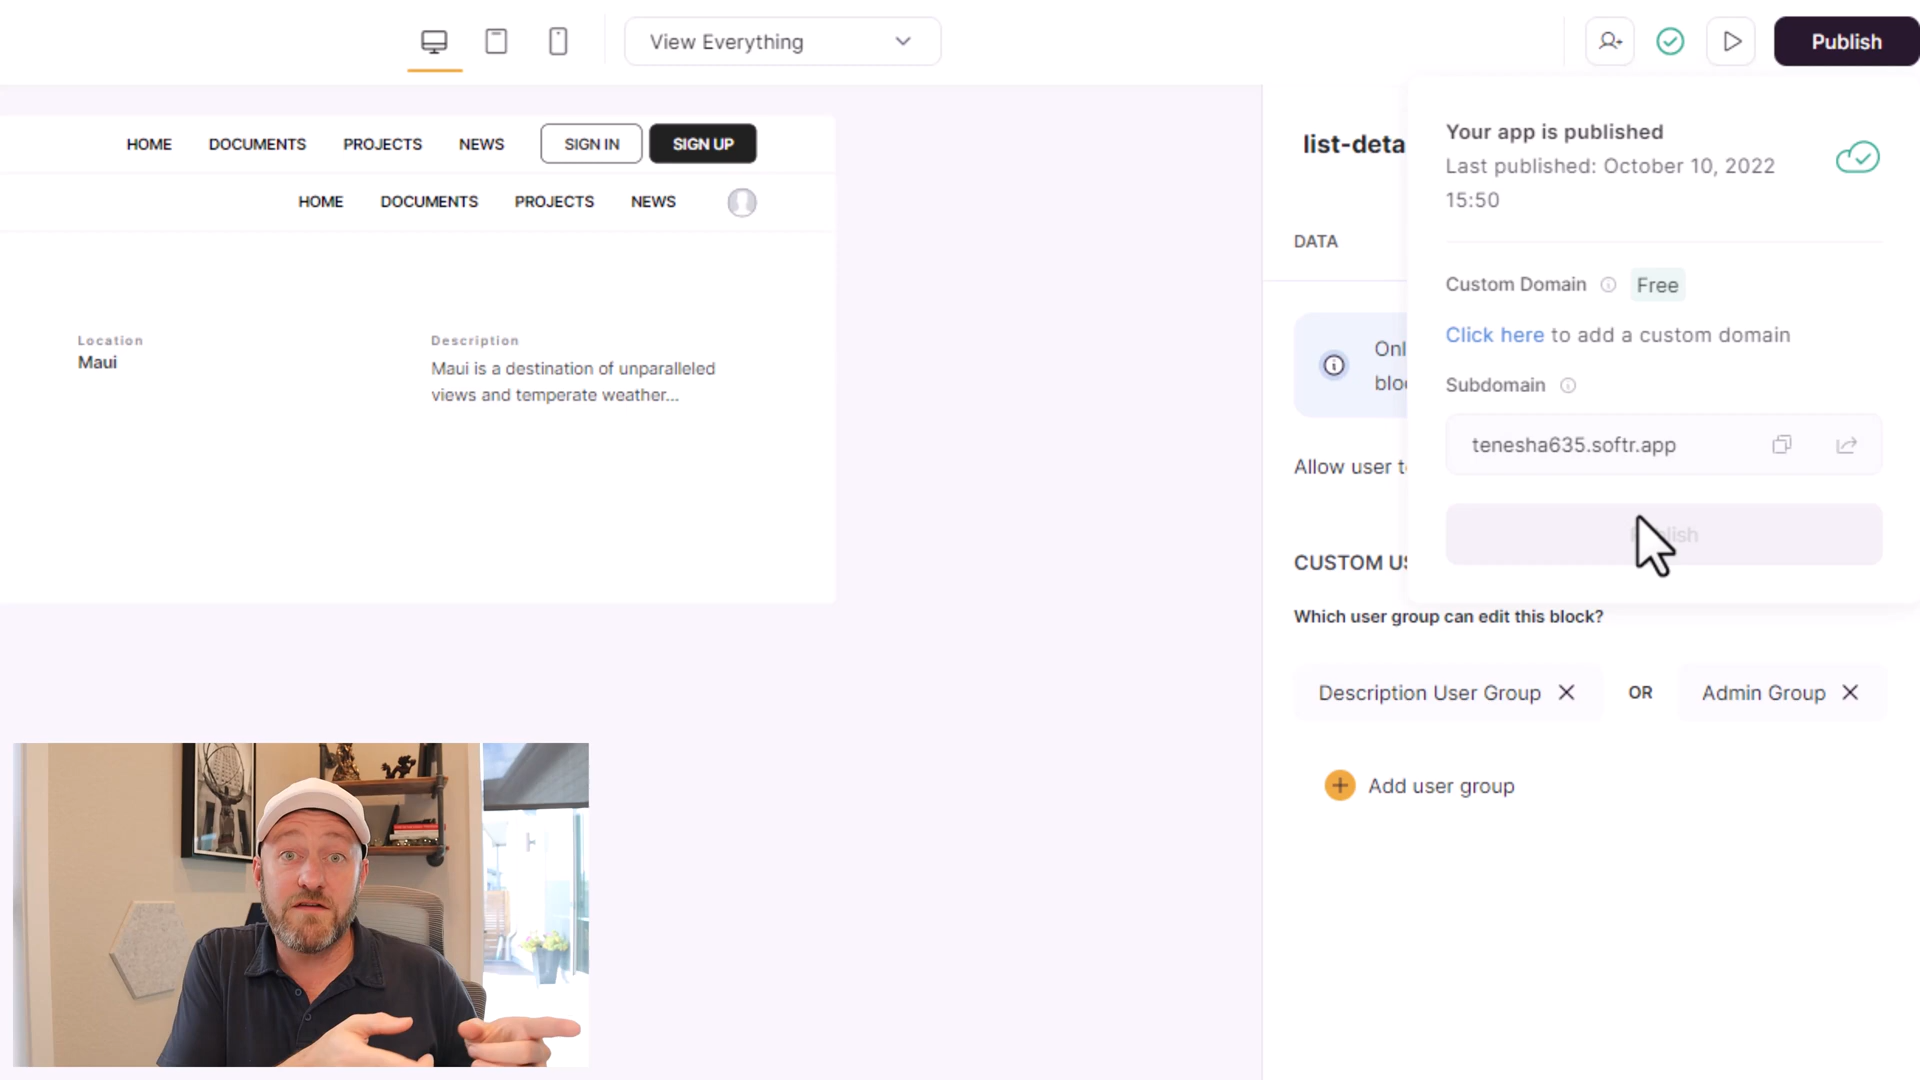 View Everything
Publish
HOME DOCUMENTS PROJECTS NEWS SIGN IN SIGN UP
HOME DOCUMENTS PROJECTS NEWS
Location
Maui
Description
Maui is a destination of unparalleled
views and temperate weather...
list-deta
DATA
Onl
bloc
Allow user t
CUSTOM US
Your app is published
Last published: October 10, 2022
15:50
Custom Domain Free
Click here to add a custom domain
Subdomain
tenesha635.softr.app
Which user group can edit this block?
Description User Group OR Admin Group
Add user group